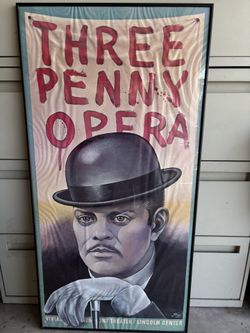 THREE
PENNY
OPERA
THEATER LINCOLN CENTER